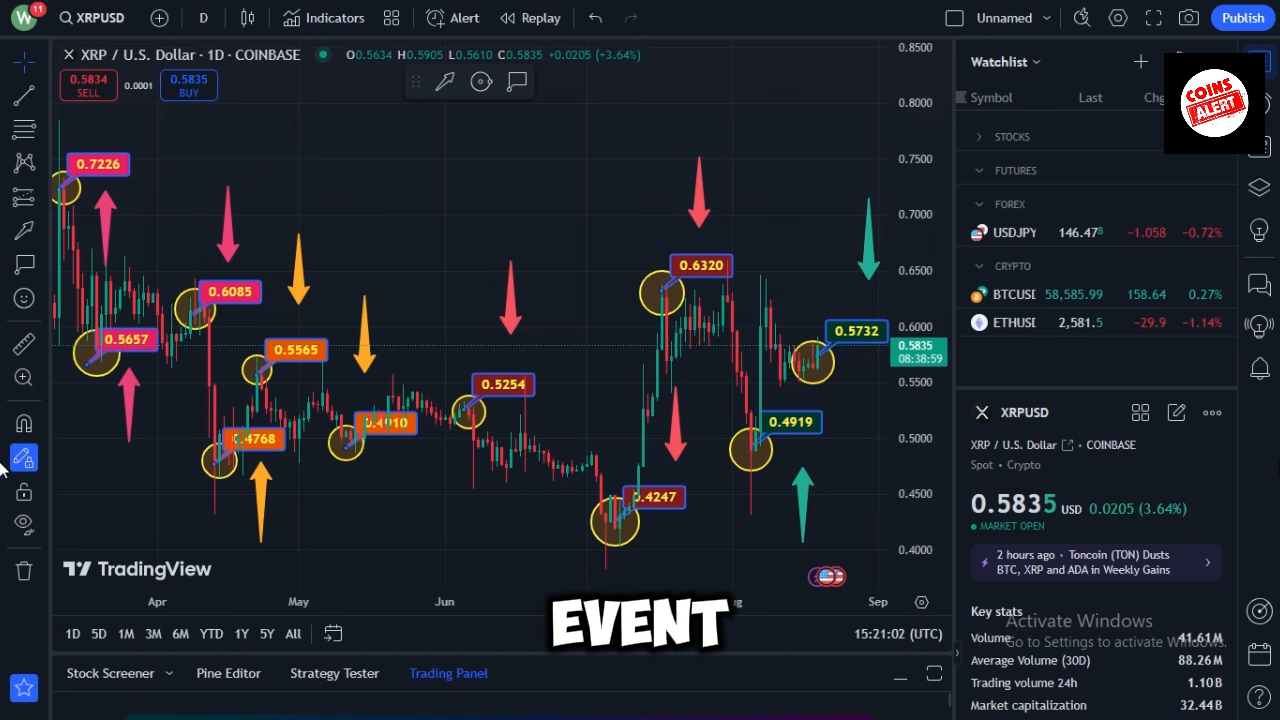 W
11
XRPUSD
D
Indicators
Alert
Replay
Unnamed
Publish
XRP / U.S. Dollar · 1D · COINBASE
O0.5634 H0.5905 L0.5610 C0.5835 +0.0205 (+3.64%)
0.5834
SELL
0.0001
0.5835
BUY
0.7226
0.5657
0.6085
0.5565
0.4768
0.4910
0.5254
0.4247
0.6320
0.4919
0.5732
0.8500
0.8000
0.7500
0.7000
0.6500
0.6000
0.5835
08:38:59
0.5500
0.5000
0.4500
0.4000
TradingView
Apr
May
Jun
Sep
EVENT
1D 5D 1M 3M 6M YTD 1Y 5Y All
15:21:02 (UTC)
Stock Screener
Pine Editor
Strategy Tester
Trading Panel
Watchlist
COINS
ALERT
Symbol
Last
Chg
STOCKS
FUTURES
FOREX
USDJPY 146.478 −1.058 −0.72%
CRYPTO
BTCUSD 58,585.99 158.64 0.27%
ETHUSD 2,581.5 −29.9 −1.14%
XRPUSD
XRP / U.S. Dollar
COINBASE
Spot • Crypto
0.5835 USD 0.0205 (3.64%)
MARKET OPEN
2 hours ago • Toncoin (TON) Dusts
BTC, XRP and ADA in Weekly Gains
Key stats
Activate Windows
Go to Settings to activate Windows.
Volume 41.61M
Average Volume (30D) 88.26M
Trading volume 24h 1.10B
Market capitalization 32.44B